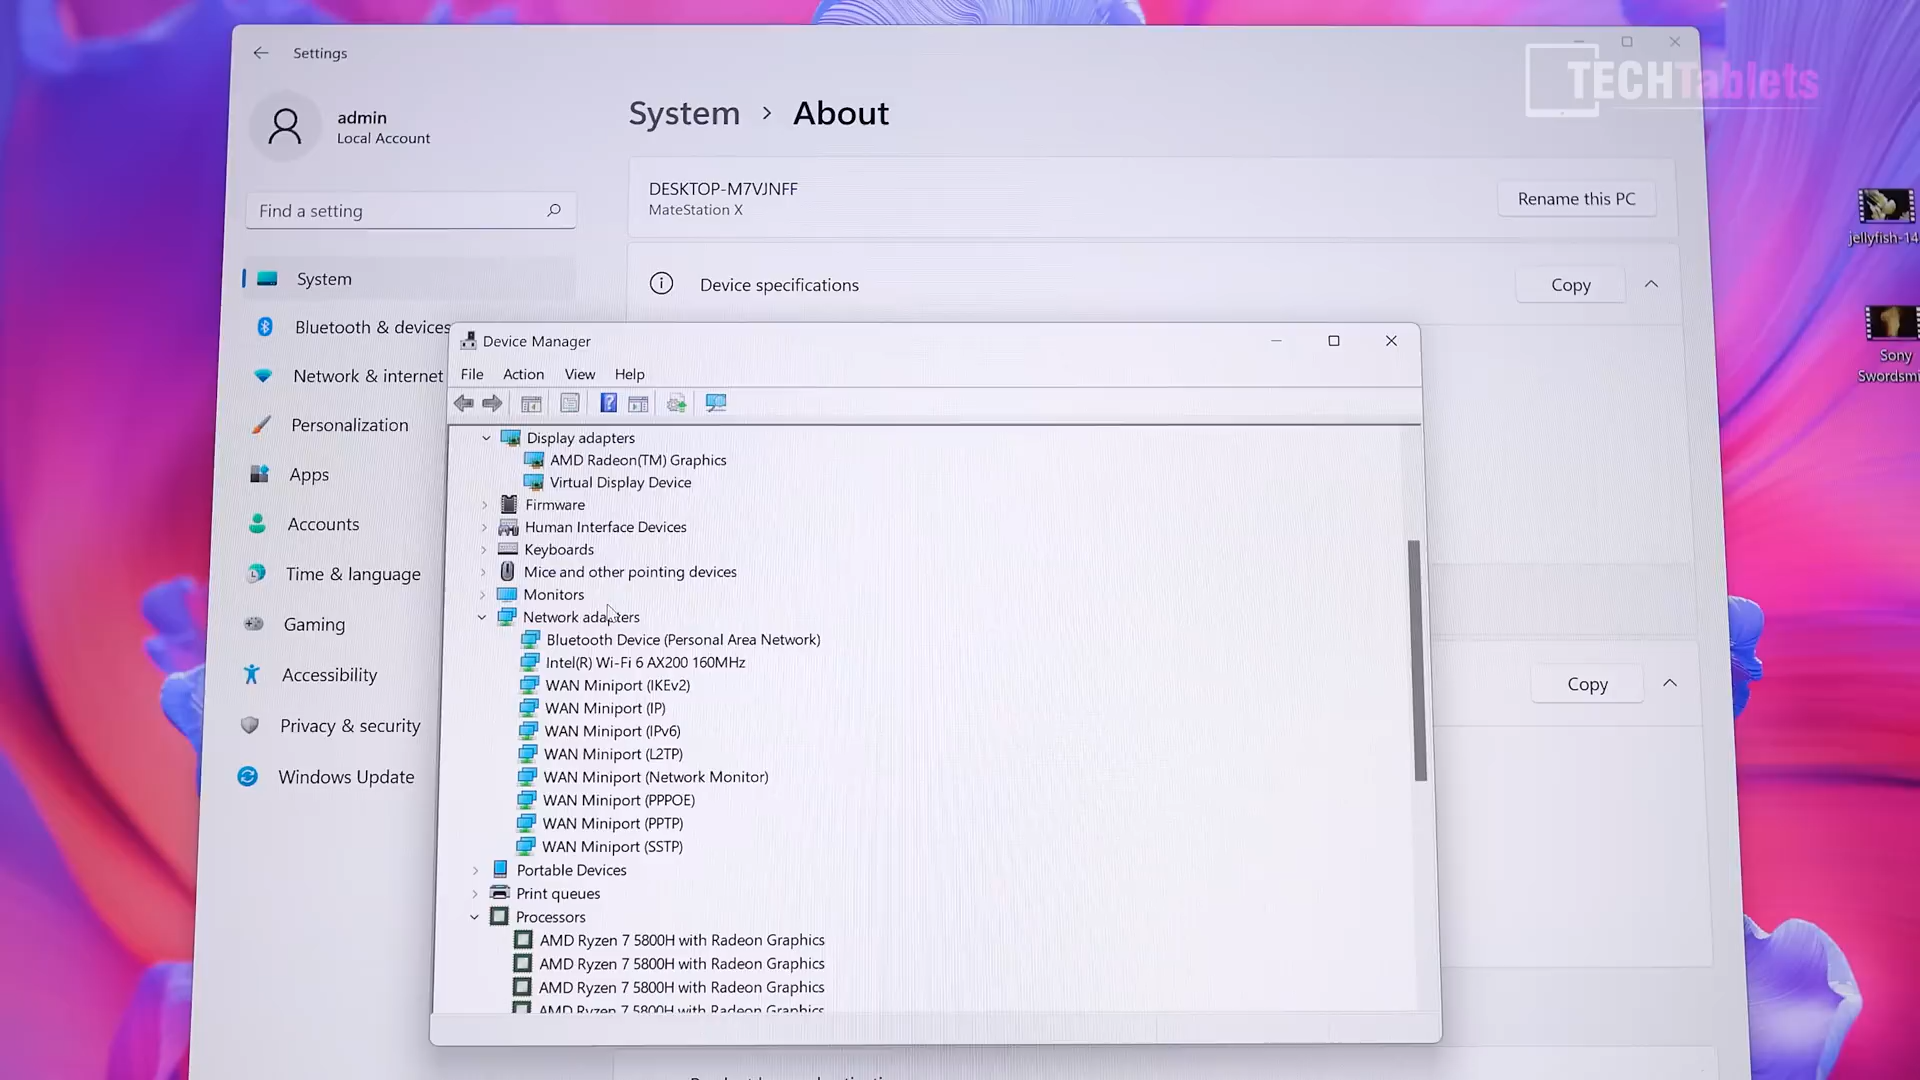 Settings
TECHTablets
admin
Local Account
System > About
DESKTOP-M7VJNFF
MateStation X
Rename this PC
Find a setting
jellyfish-14
System
Device specifications
Copy
Bluetooth & devices
Device Manager
Sony
Swordsmi
Network & internet
File Action View Help
Personalization
Display adapters
AMD Radeon(TM) Graphics
Apps
Virtual Display Device
Firmware
Accounts
Human Interface Devices
Keyboards
Time & language
Mice and other pointing devices
Monitors
Gaming
Network adapters
Bluetooth Device (Personal Area Network)
Intel(R) Wi-Fi 6 AX200 160MHz
Accessibility
WAN Miniport (IKEv2)
Copy
WAN Miniport (IP)
Privacy & security
WAN Miniport (IPv6)
WAN Miniport (L2TP)
Windows Update
WAN Miniport (Network Monitor)
WAN Miniport (PPPOE)
WAN Miniport (PPTP)
WAN Miniport (SSTP)
Portable Devices
Print queues
Processors
AMD Ryzen 7 5800H with Radeon Graphics
AMD Ryzen 7 5800H with Radeon Graphics
AMD Ryzen 7 5800H with Radeon Graphics
AMD Ryzen 7 5800H with Radeon Graphics